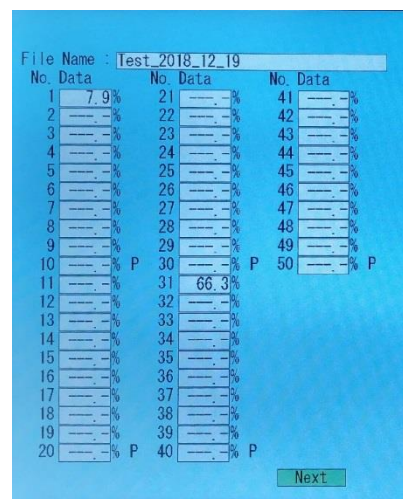 File Name : Test_2018_12_19
No. Data No. Data No. Data
1 7.9% 21 ---.-% 41 ---.-%
2 ---.-% 22 ---.-% 42 ---.-%
3 ---.-% 23 ---.-% 43 ---.-%
4 ---.-% 24 ---.-% 44 ---.-%
5 ---.-% 25 ---.-% 45 ---.-%
6 ---.-% 26 ---.-% 46 ---.-%
7 ---.-% 27 ---.-% 47 ---.-%
8 ---.-% 28 ---.-% 48 ---.-%
9 ---.-% 29 ---.-% 49 ---.-%
10 ---.-% P 30 ---.-% P 50 ---.-% P
11 ---.-% 31 66.3%
12 ---.-% 32 ---.-%
13 ---.-% 33 ---.-%
14 ---.-% 34 ---.-%
15 ---.-% 35 ---.-%
16 ---.-% 36 ---.-%
17 ---.-% 37 ---.-%
18 ---.-% 38 ---.-%
19 ---.-% 39 ---.-%
20 ---.-% P 40 ---.-% P
Next